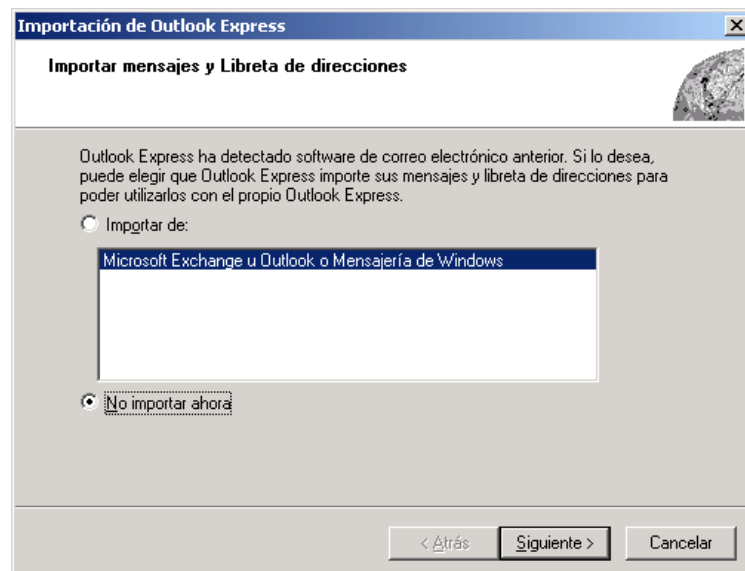 Importación de Outlook Express
Importar mensajes y Libreta de direcciones
Outlook Express ha detectado software de correo electrónico anterior. Si lo desea,
puede elegir que Outlook Express importe sus mensajes y libreta de direcciones para
poder utilizarlos con el propio Outlook Express.
Importar de:
Microsoft Exchange u Outlook o Mensajería de Windows
No importar ahora
< Atrás
Siguiente >
Cancelar